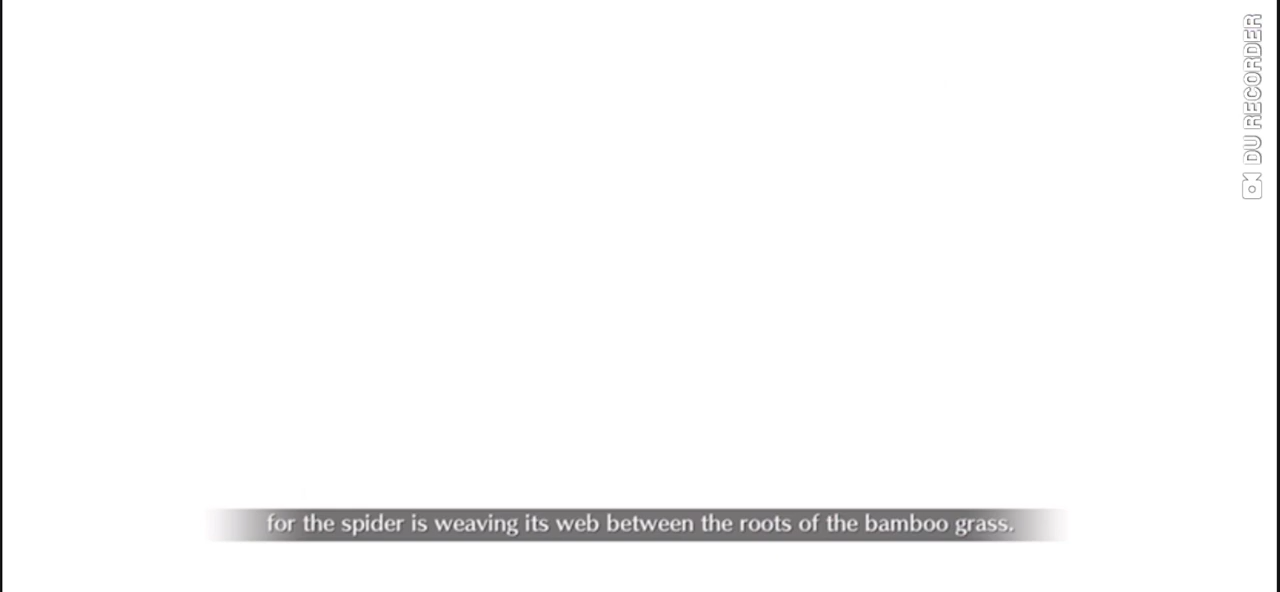 DU RECORDER
for the spider is weaving its web between the roots of the bamboo grass.